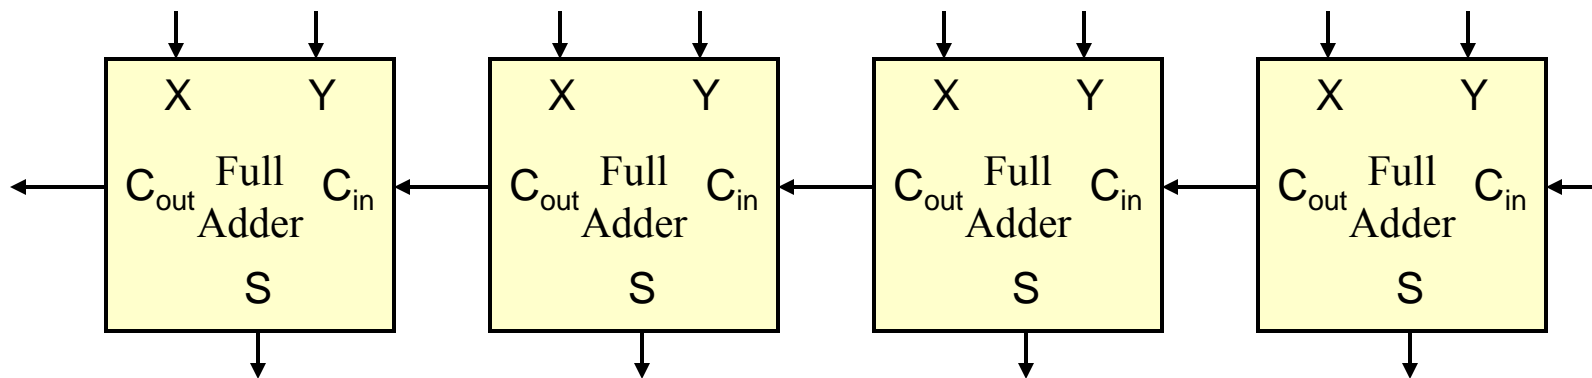 X Y X Y X Y X Y
Full Full Full Full
Cout Cin Cout Cin Cout Cin Cout Cin
Adder Adder Adder Adder
S S S S